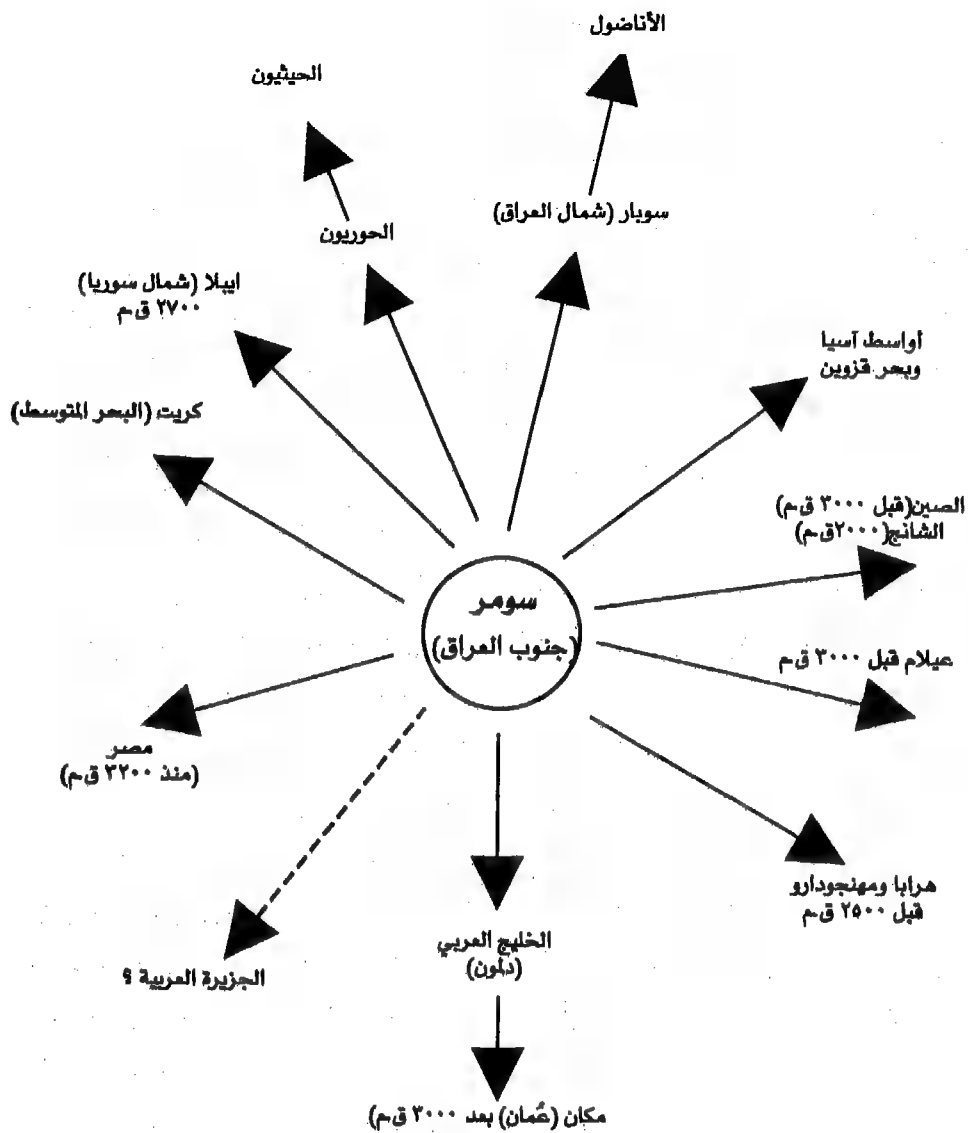 الأناضول
الحيثيون
سوبار (شمال العراق)
الحوريون
ايبلا (شمال سوريا)
٢٧٠٠ ق.م
أواسط آسيا
وبحر قزوين
كريت (البحر المتوسط)
الصين(قبل ٣٠٠٠ ق.م)
الشانج(٢٠٠٠ق.م)
سومر
(جنوب العراق)
عيلام قبل ٣٠٠٠ ق.م
مصر
(منذ ٣٢٠٠ ق.م)
هرابا ومهنجودارو
قبل ٢٥٠٠ ق.م
الخليج العربي
(دلمون)
الجزيرة العربية ؟
مكان (عُمان) بعد ٣٠٠٠ ق.م)